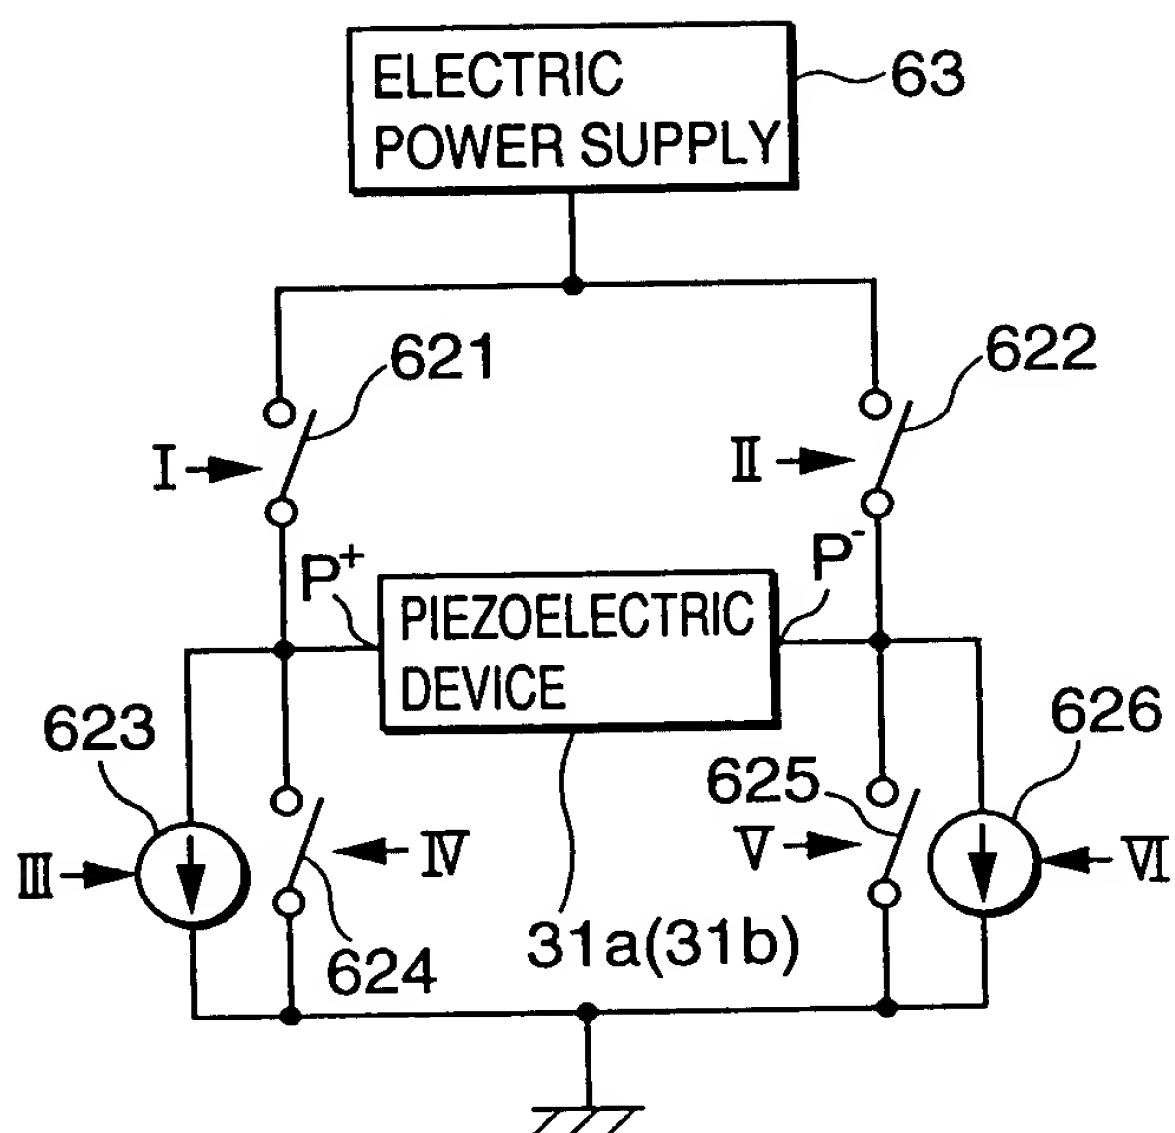 ELECTRIC
POWER SUPPLY
63
621
622
I
II
P+
P-
PIEZOELECTRIC
DEVICE
623
625
626
III
IV
V
VI
624
31a(31b)